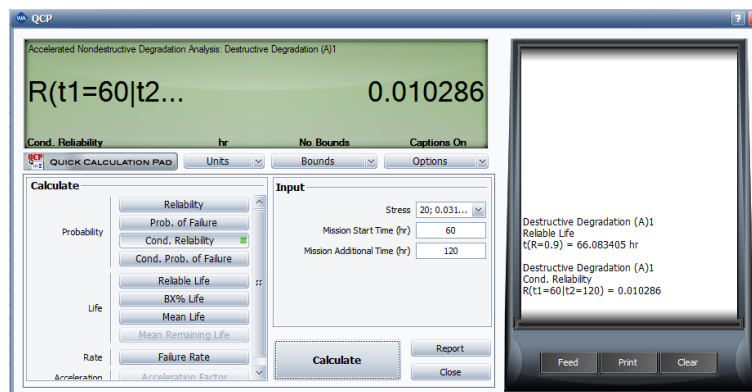 QCP
Accelerated Nondestructive Degradation Analysis: Destructive Degradation (A)1
R(t1=60|t2... 0.010286
Cond. Reliability hr No Bounds Captions On
QCP QUICK CALCULATION PAD Units Bounds Options
Calculate
Probability
Reliability
Prob. of Failure
Cond. Reliability
Cond. Prob. of Failure
Life
Reliable Life
BX% Life
Mean Life
Mean Remaining Life
Rate
Failure Rate
Acceleration
Acceleration Factor
Input
Stress 20; 0.031...
Mission Start Time (hr) 60
Mission Additional Time (hr) 120
Calculate
Report
Close
Destructive Degradation (A)1
Reliable Life
t(R=0.9) = 66.083405 hr
Destructive Degradation (A)1
Cond. Reliability
R(t1=60|t2=120) = 0.010286
Feed Print Clear